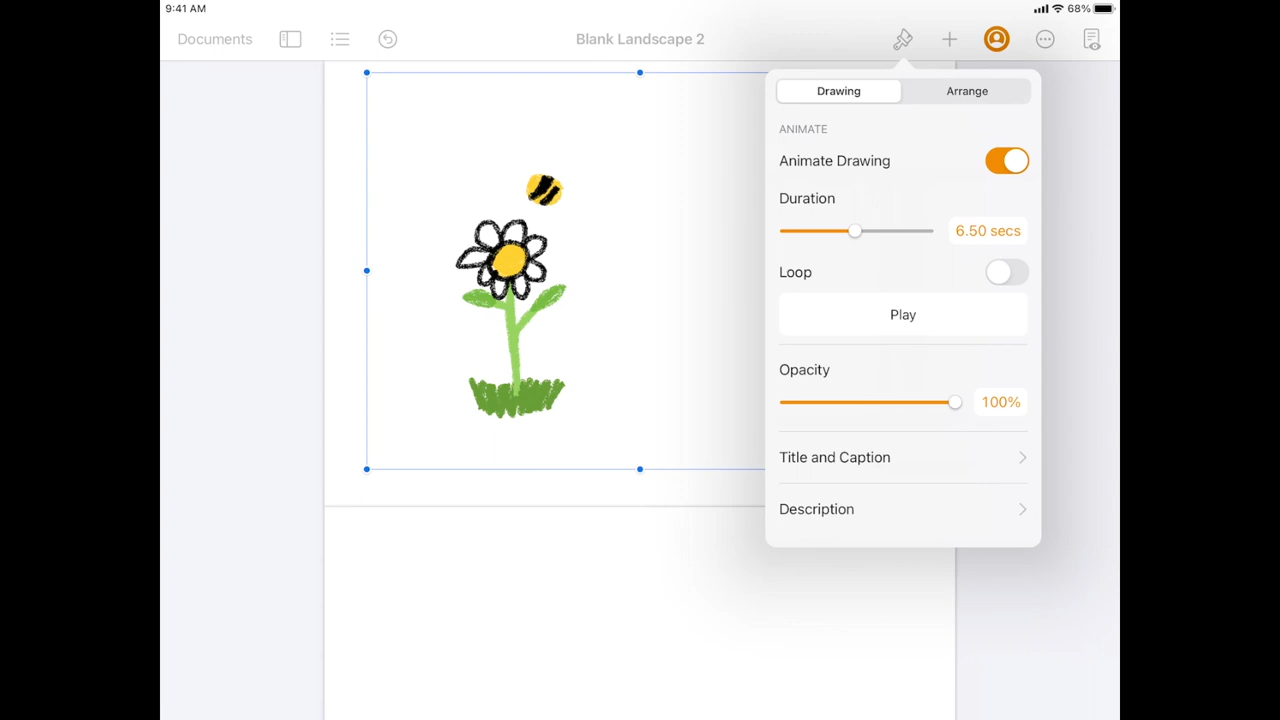 9:41 AM
68%
Documents
Blank Landscape 2
Drawing
Arrange
ANIMATE
Animate Drawing
Duration
6.50 secs
Loop
Play
Opacity
100%
Title and Caption
Description